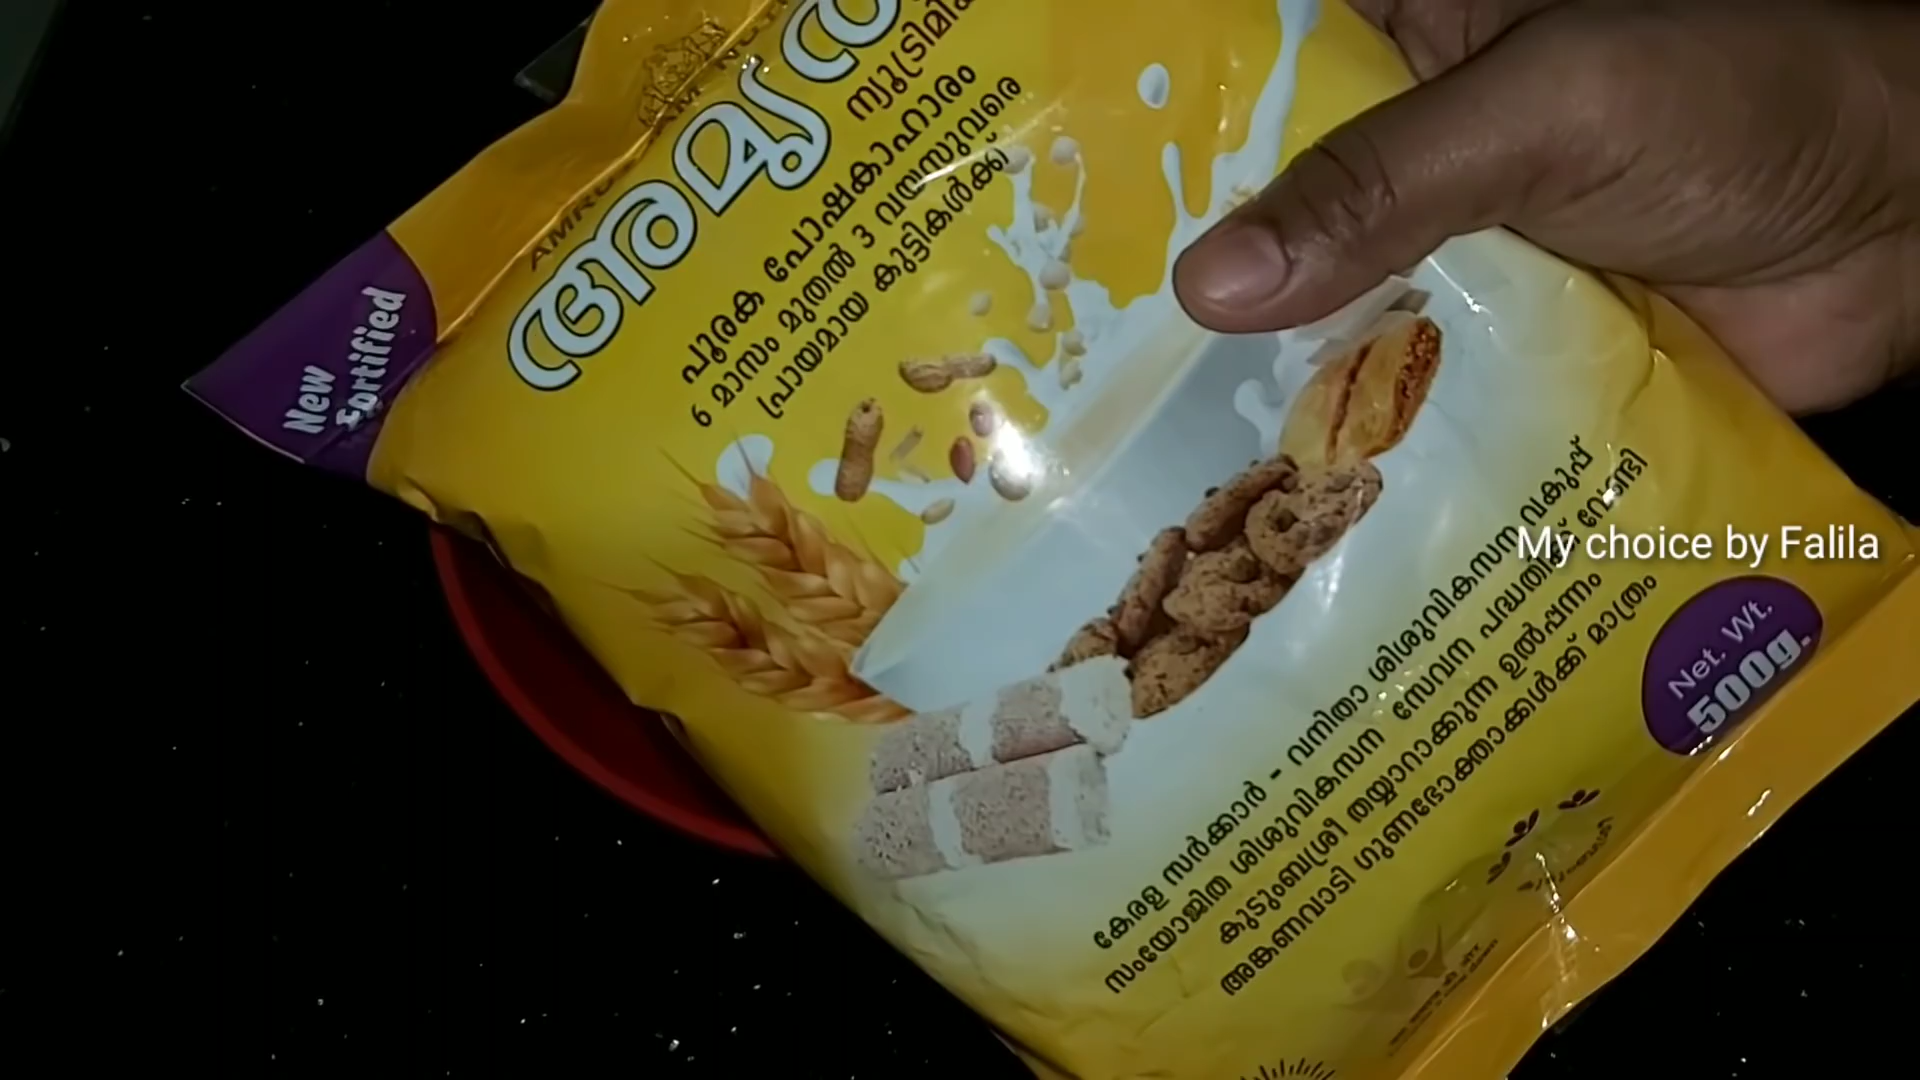 New
fortified
പൂരക പോഷകാഹാരം
6 മാസം മുതൽ 3 വയസ്സുവരെ
പ്രായമായ കുട്ടികൾക്ക്
കേരള സർക്കാർ - വനിതാ ശിശുവികസന വകുപ്പ്
സംയോജിത ശിശുവികസന സേവന പദ്ധതിക്ക് വേണ്ടി
കുടുംബശ്രീ തയ്യാറാക്കുന്ന ഉൽപ്പന്നം
അങ്കണവാടി ഗുണഭോക്താക്കൾക്ക് മാത്രം
My choice by Falila
Net. Wt.
500g.